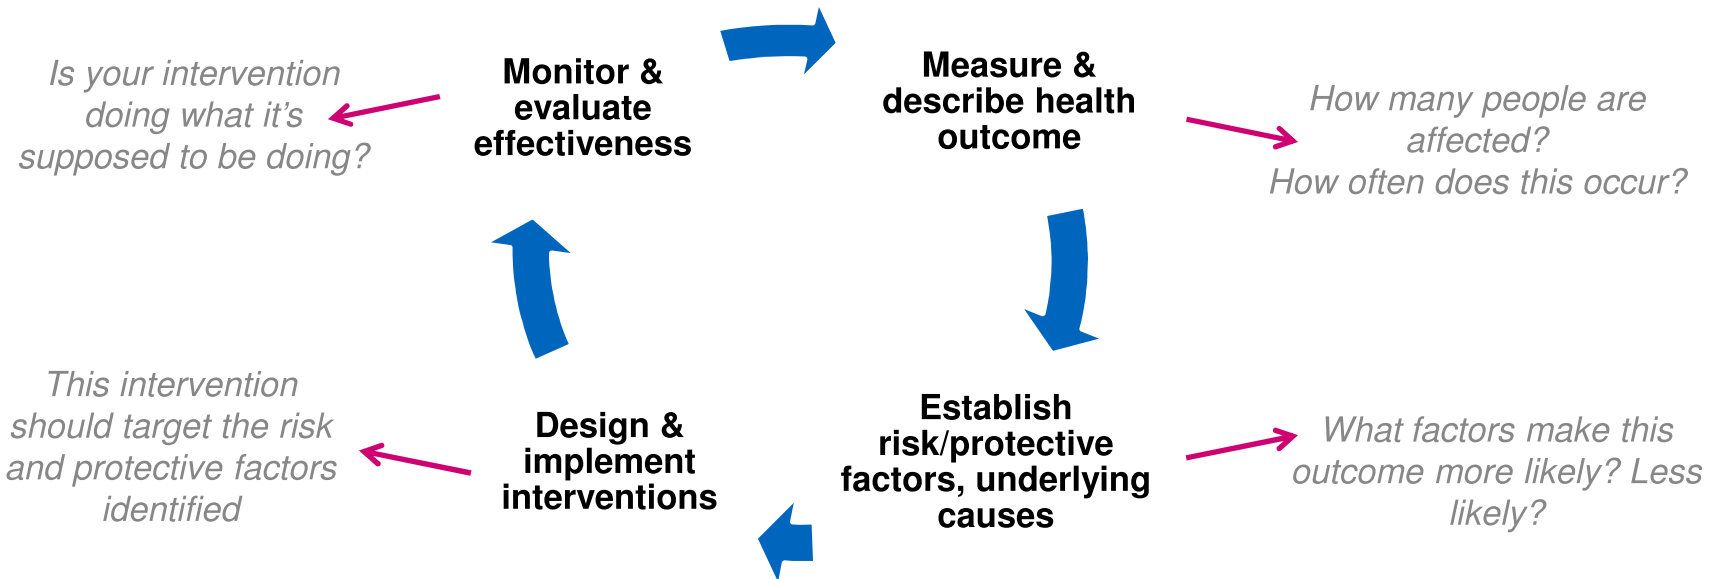 Is your intervention
doing what it's
supposed to be doing?
Monitor &
evaluate
effectiveness
Measure &
describe health
outcome
How many people are
affected?
How often does this occur?
This intervention
should target the risk
and protective factors
identified
Design &
implement
interventions
Establish
risk/protective
factors, underlying
causes
What factors make this
outcome more likely? Less
likely?